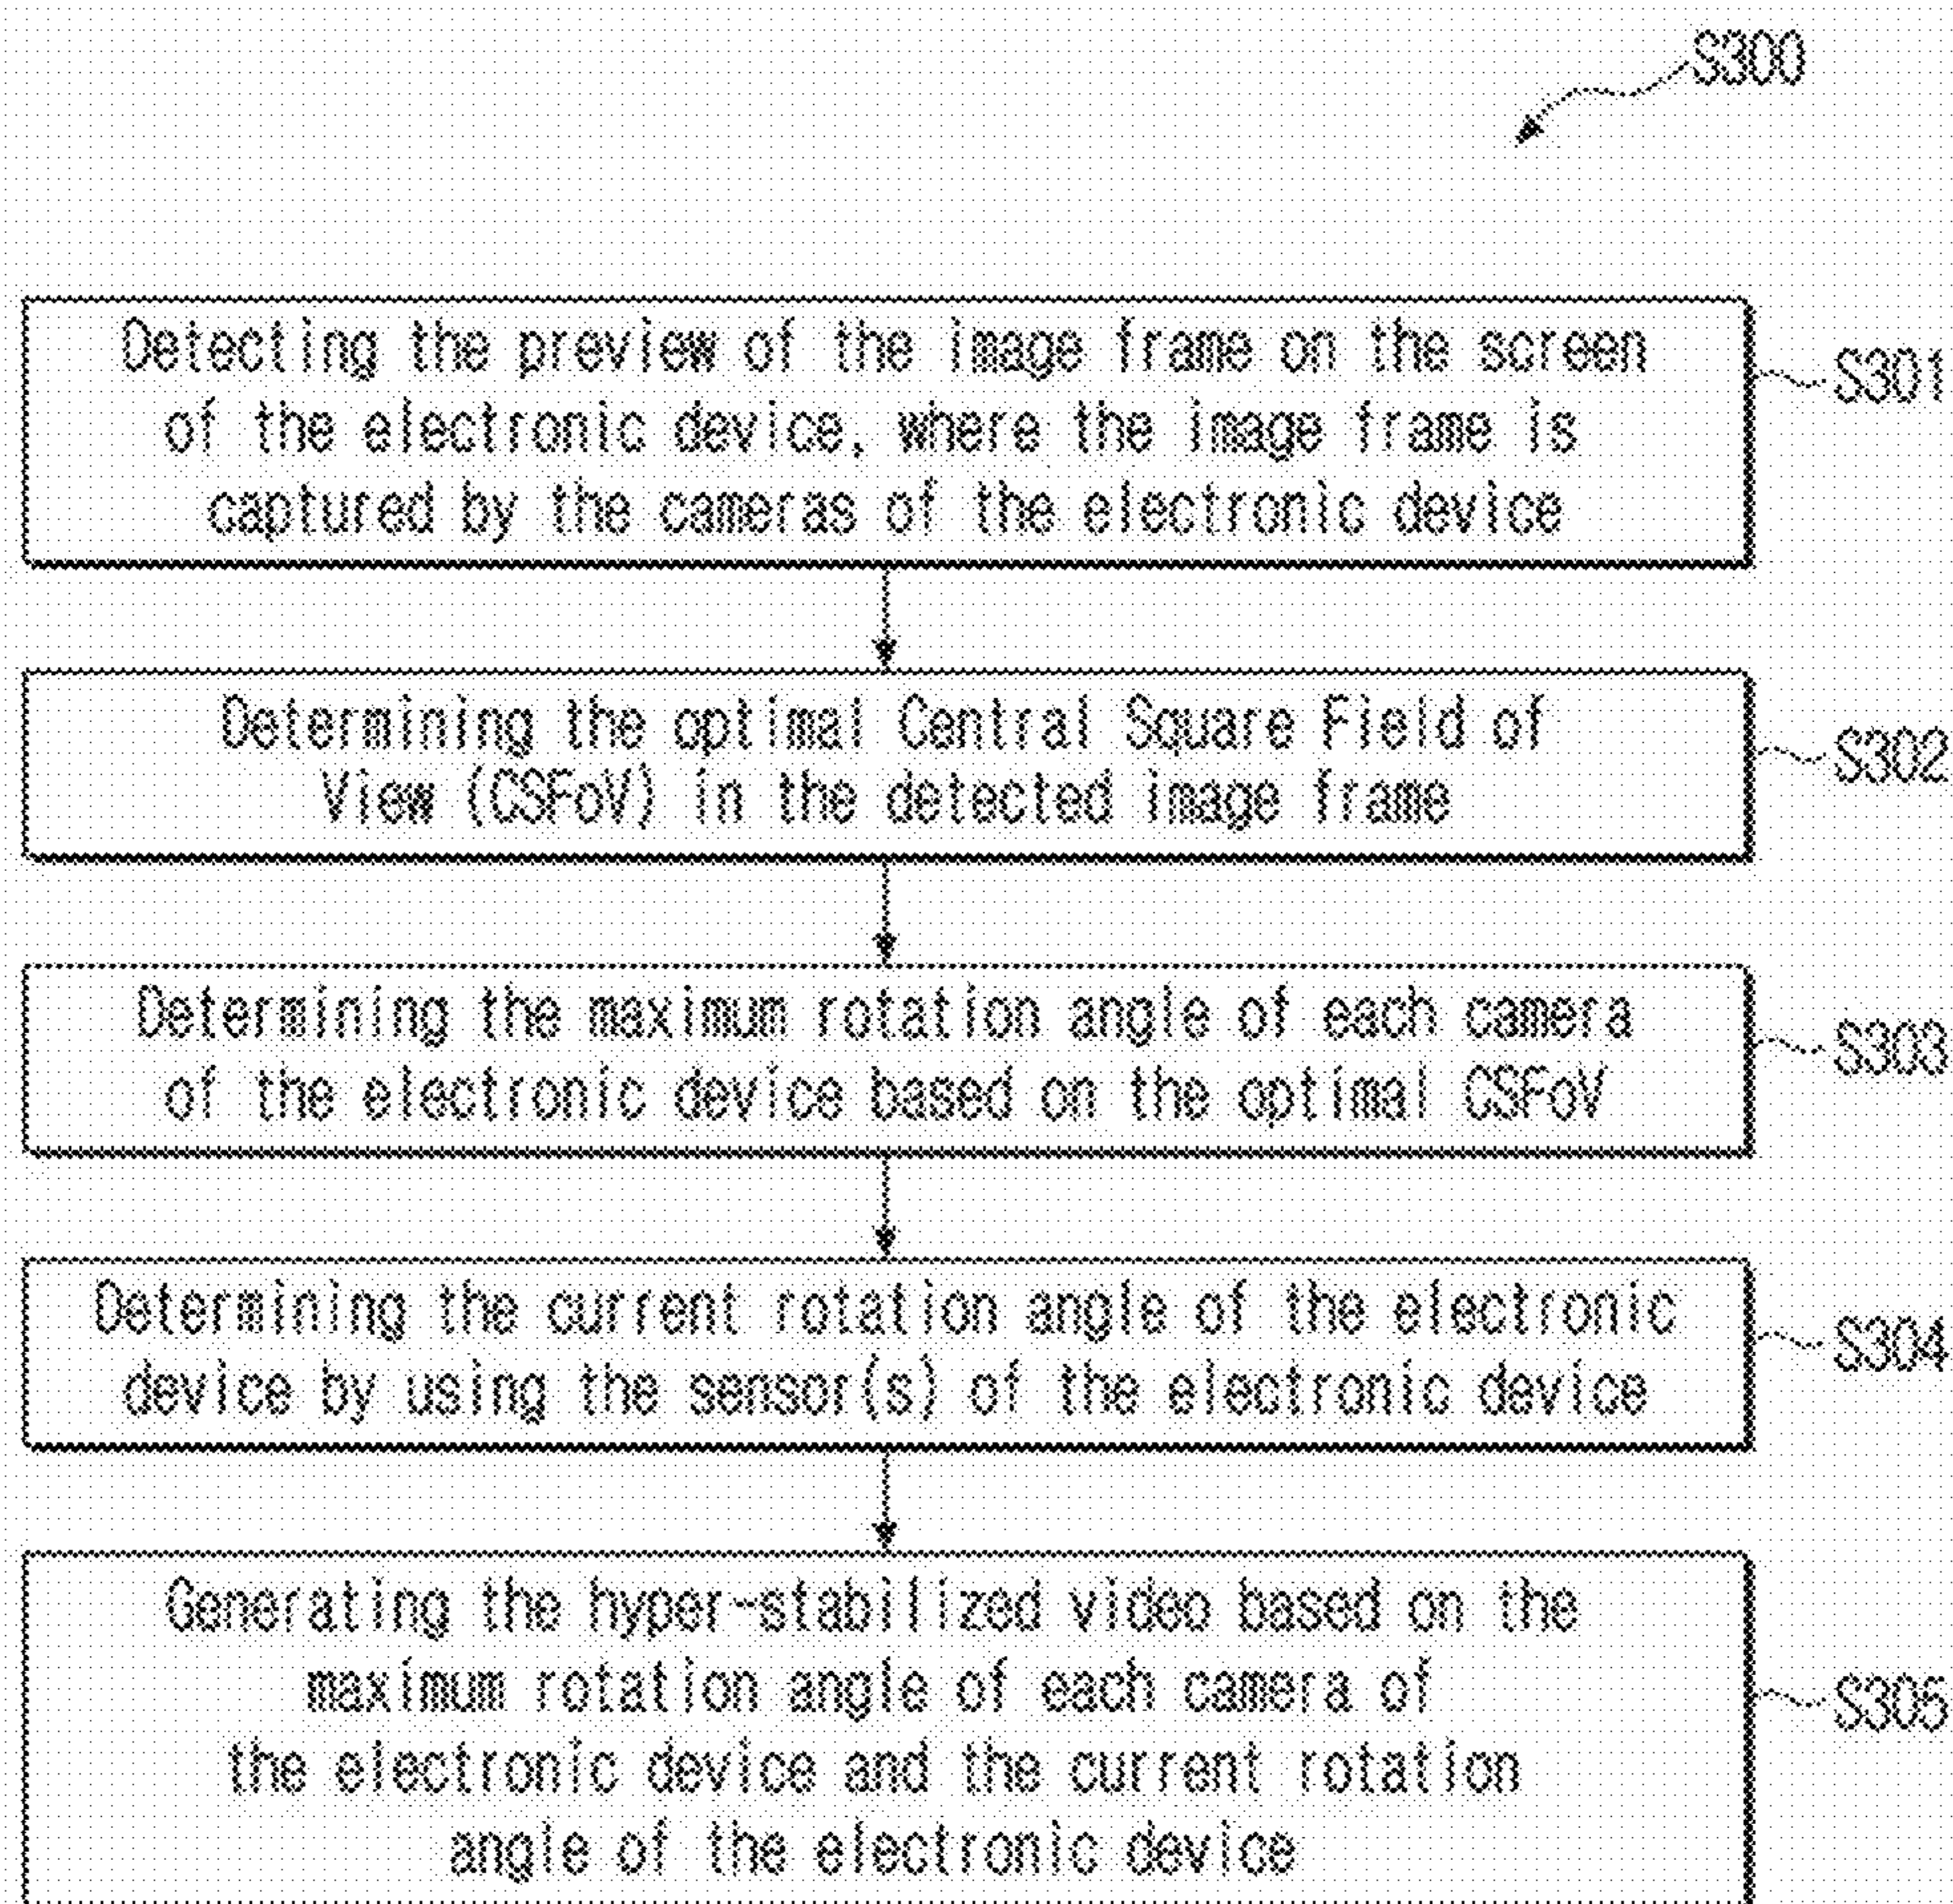 S300
Detecting the preview of the image frame on the screen
of the electronic device, where the image frame is
captured by the cameras of the electronic device
S301
Determining the optimal Central Square Field of
View (CSFoV) in the detected image frame
S302
Determining the maximum rotation angle of each camera
of the electronic device based on the optimal CSFoV
S303
Determining the current rotation angle of the electronic
device by using the sensor(s) of the electronic device
S304
Generating the hyper-stabilized video based on the
maximum rotation angle of each camera of
the electronic device and the current rotation
angle of the electronic device
S305